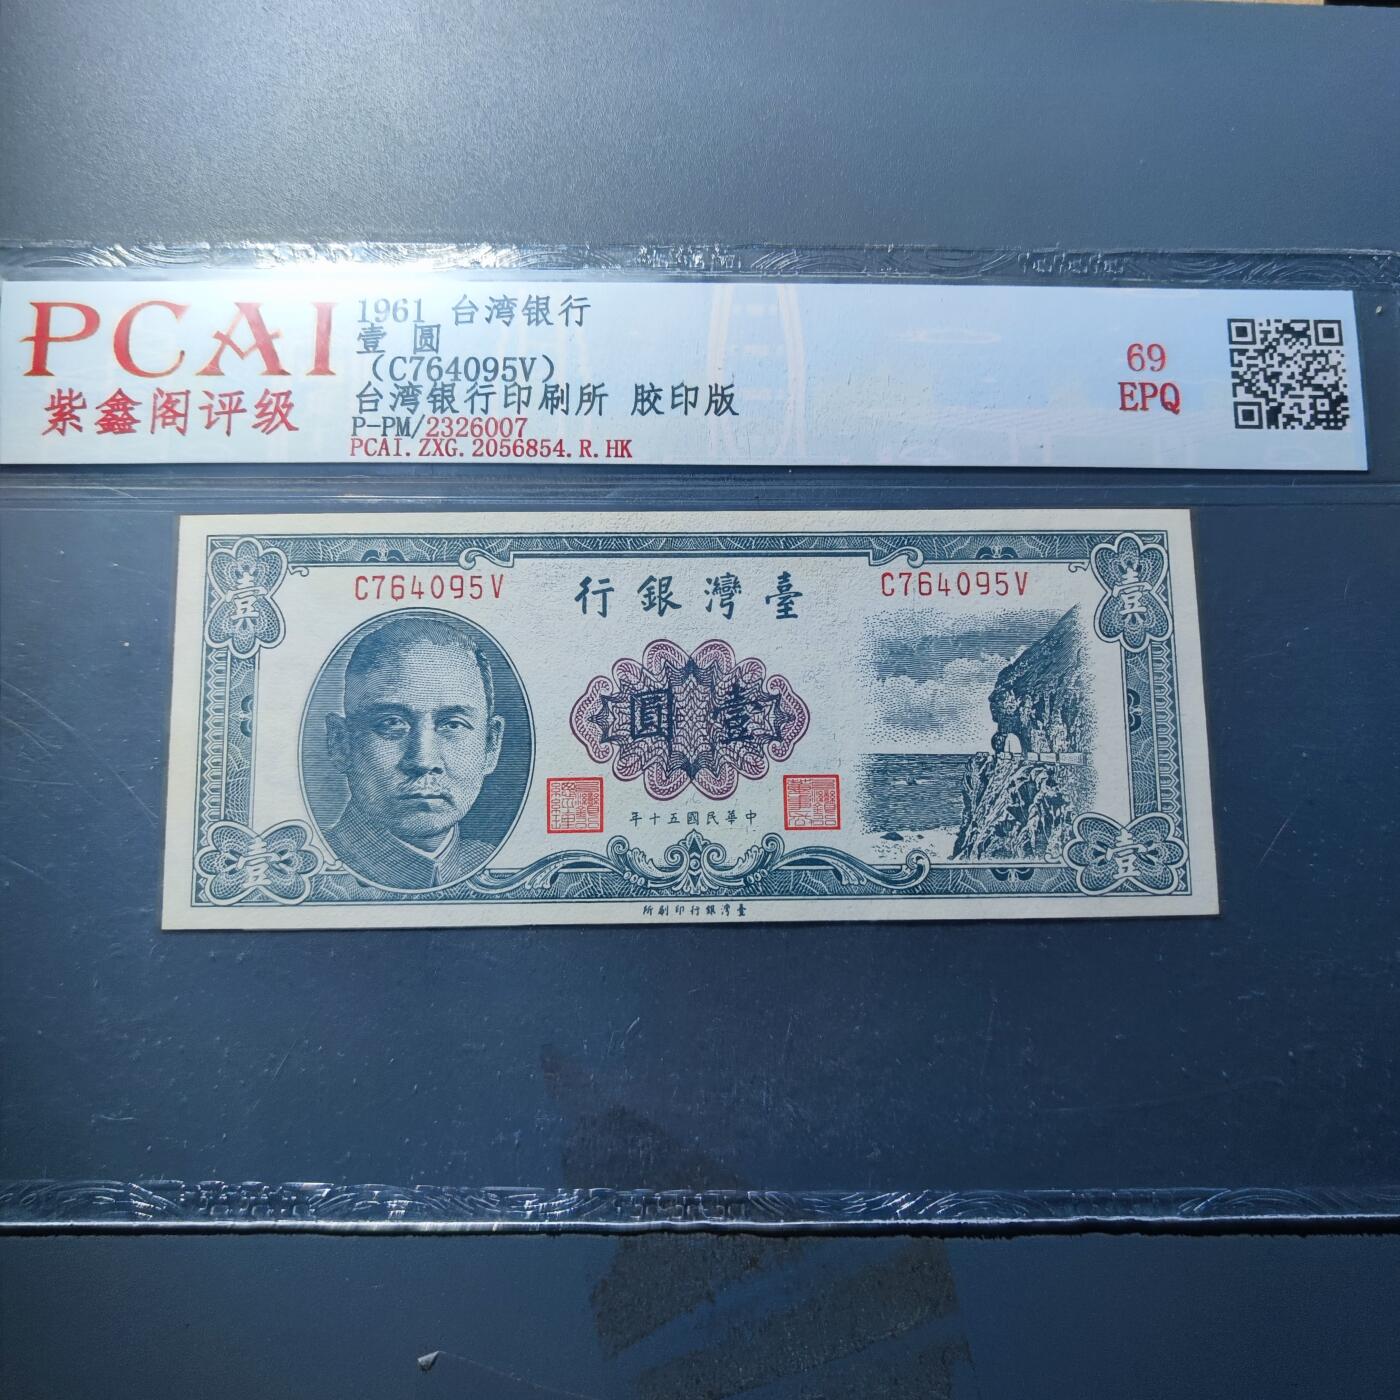 PCAI
紫鑫阁评级
1961 台湾银行
壹 圆
（C764095V）
台湾银行印刷所 胶印版
P-PM/2326007
PCAI.ZXG.2056854.R.HK
69
EPQ
C764095V
行銀灣臺
C764095V
壹
壹
圓壹
年十五國民華中
壹
壹
所刷印行銀灣臺